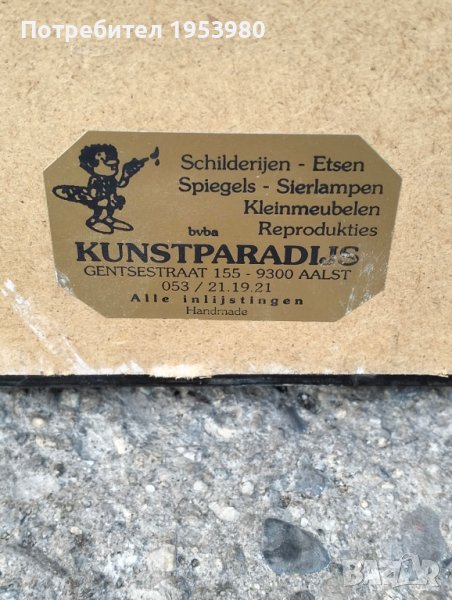 Потребител 1953980
Schilderijen - Etsen
Spiegels - Sierlampen
Kleinmeubelen
bvba Reprodukties
KUNSTPARADIJS
GENTSESTRAAT 155 - 9300 AALST
053 / 21.19.21
Alle inlijstingen
Handmade
BAZAR